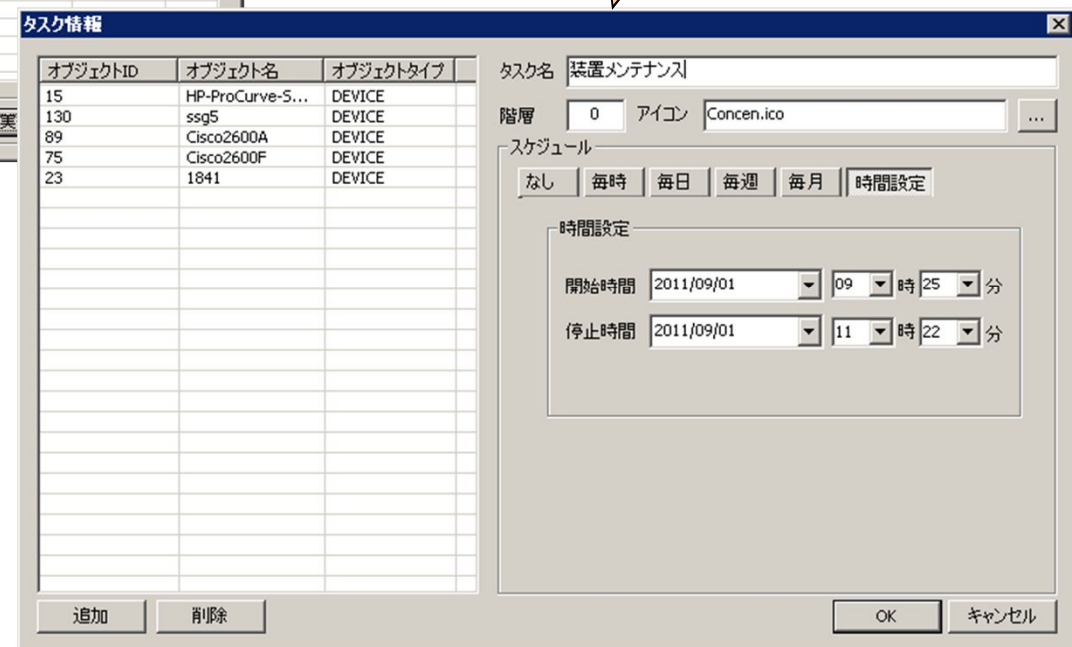 タスク情報
オブジェクトID オブジェクト名 オブジェクトタイプ
15 HP-ProCurve-S... DEVICE
130 ssg5 DEVICE
89 Cisco2600A DEVICE
75 Cisco2600F DEVICE
23 1841 DEVICE
追加 削除
タスク名 装置メンテナンス
階層 0 アイコン Concen.ico ...
スケジュール
なし 毎時 毎日 毎週 毎月 時間設定
時間設定
開始時間 2011/09/01 09 時 25 分
停止時間 2011/09/01 11 時 22 分
OK キャンセル
実